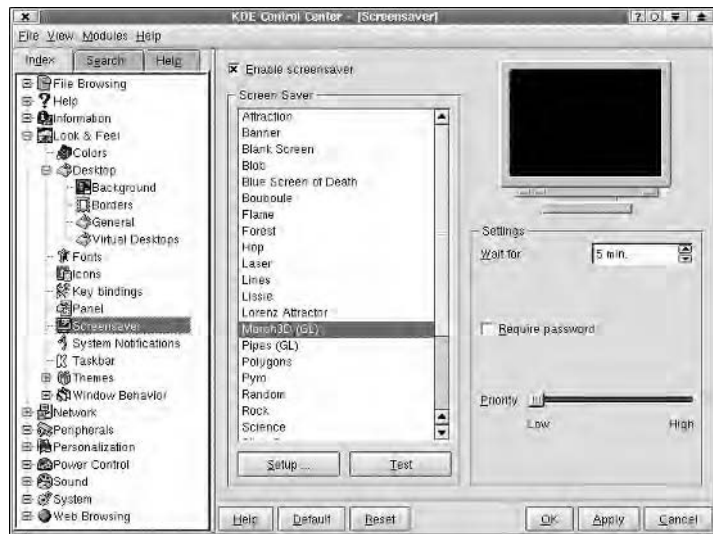 KDE Control Center - [Screensaver]
File View Modules Help
Index Search Help
File Browsing
Help
Information
Look & Feel
Colors
Desktop
Background
Borders
General
Virtual Desktops
Fonts
Icons
Key bindings
Panel
Screensaver
System Notifications
Taskbar
Themes
Window Behavior
Network
Peripherals
Personalization
Power Control
Sound
System
Web Browsing
Enable screensaver
Screen Saver
Attraction
Banner
Blank Screen
Blob
Blue Screen of Death
Bouboule
Flame
Forest
Hop
Laser
Lines
Lissie
Lorenz Attractor
Morph3D (GL)
Pipes (GL)
Polygons
Pyro
Random
Rock
Science
Setup ... Test
Settings
Wait for 5 min.
Require password
Priority
Low High
Help Default Reset OK Apply Cancel